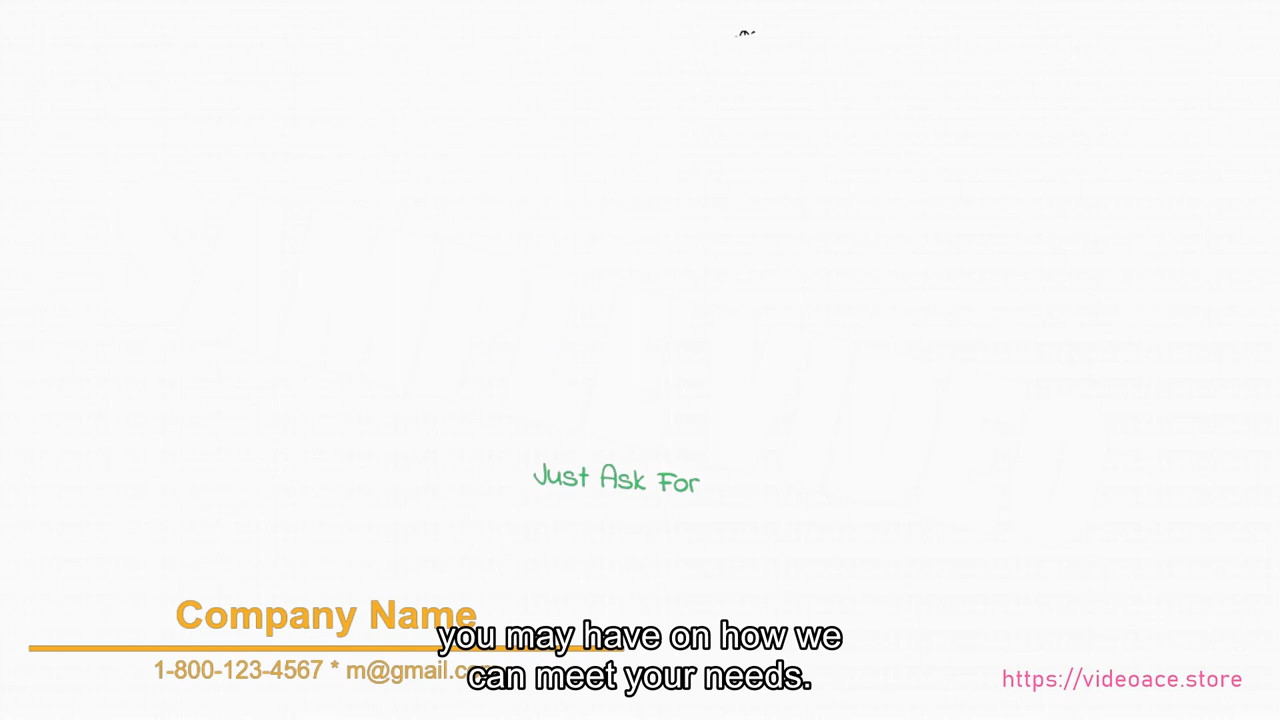 Just Ask For
Company Name
you may have on how we
1-800-123-4567 * m@gmail.c
can meet your needs.
https://videoace.store